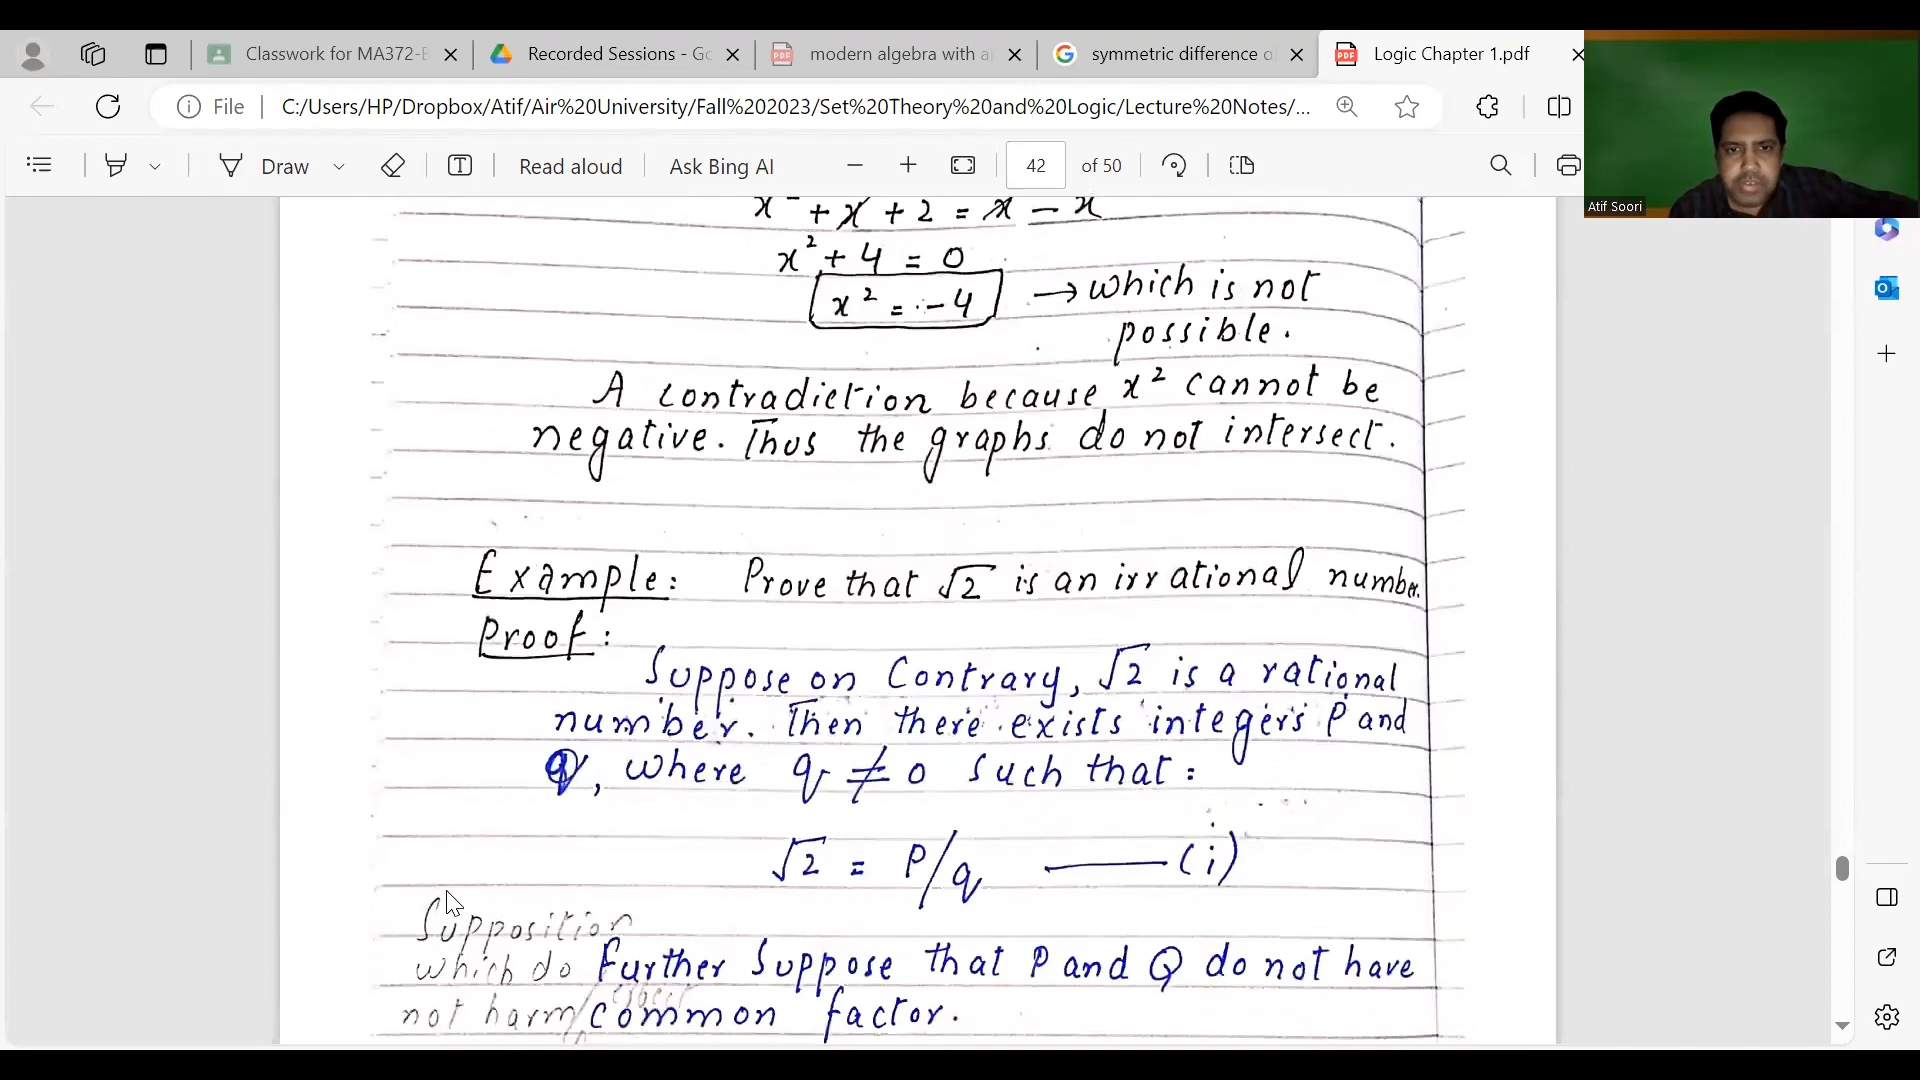 Classwork for MA372-B
Recorded Sessions - Go
modern algebra with a
symmetric difference o
Logic Chapter 1.pdf
File
C:/Users/HP/Dropbox/Atif/Air%20University/Fall%202023/Set%20Theory%20and%20Logic/Lecture%20Notes/...
Draw
Read aloud
Ask Bing AI
42
of 50
Atif Soori
x² + x + 2 = x - x
x² + 4 = 0
x² = -4 → which is not
possible.
A contradiction because x² cannot be
negative. Thus the graphs do not intersect.
Example: Prove that √2 is an irrational number.
Proof:
Suppose on Contrary, √2 is a rational
number. Then there exists integers P and
q, where q ≠ 0 such that:
√2 = P/q ——— (i)
Supposition
which do Further Suppose that P and Q do not have
not harm/common factor.